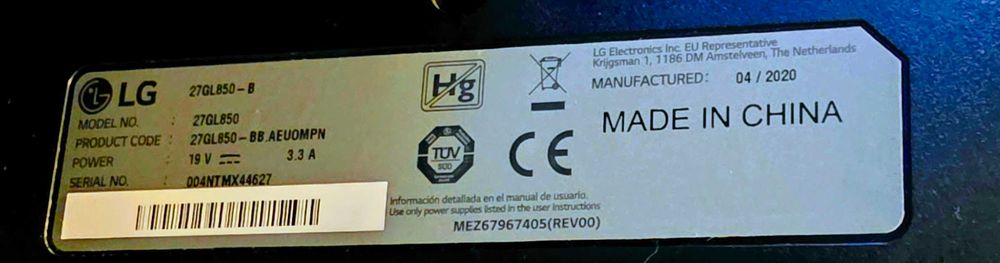 LG 27GL850-B
MODEL NO. : 27GL850
PRODUCT CODE : 27GL850-BB.AEUOMPN
POWER : 19 V 3.3 A
SERIAL NO. : 004NTMX44627
Hg
TÜV
SÜD
CE
Información detallada en el manual de usuario.
Use only power supplies listed in the user instructions
MEZ67967405(REV00)
LG Electronics Inc. EU Representative
Krijgsman 1, 1186 DM Amstelveen, The Netherlands
MANUFACTURED: 04 / 2020
MADE IN CHINA